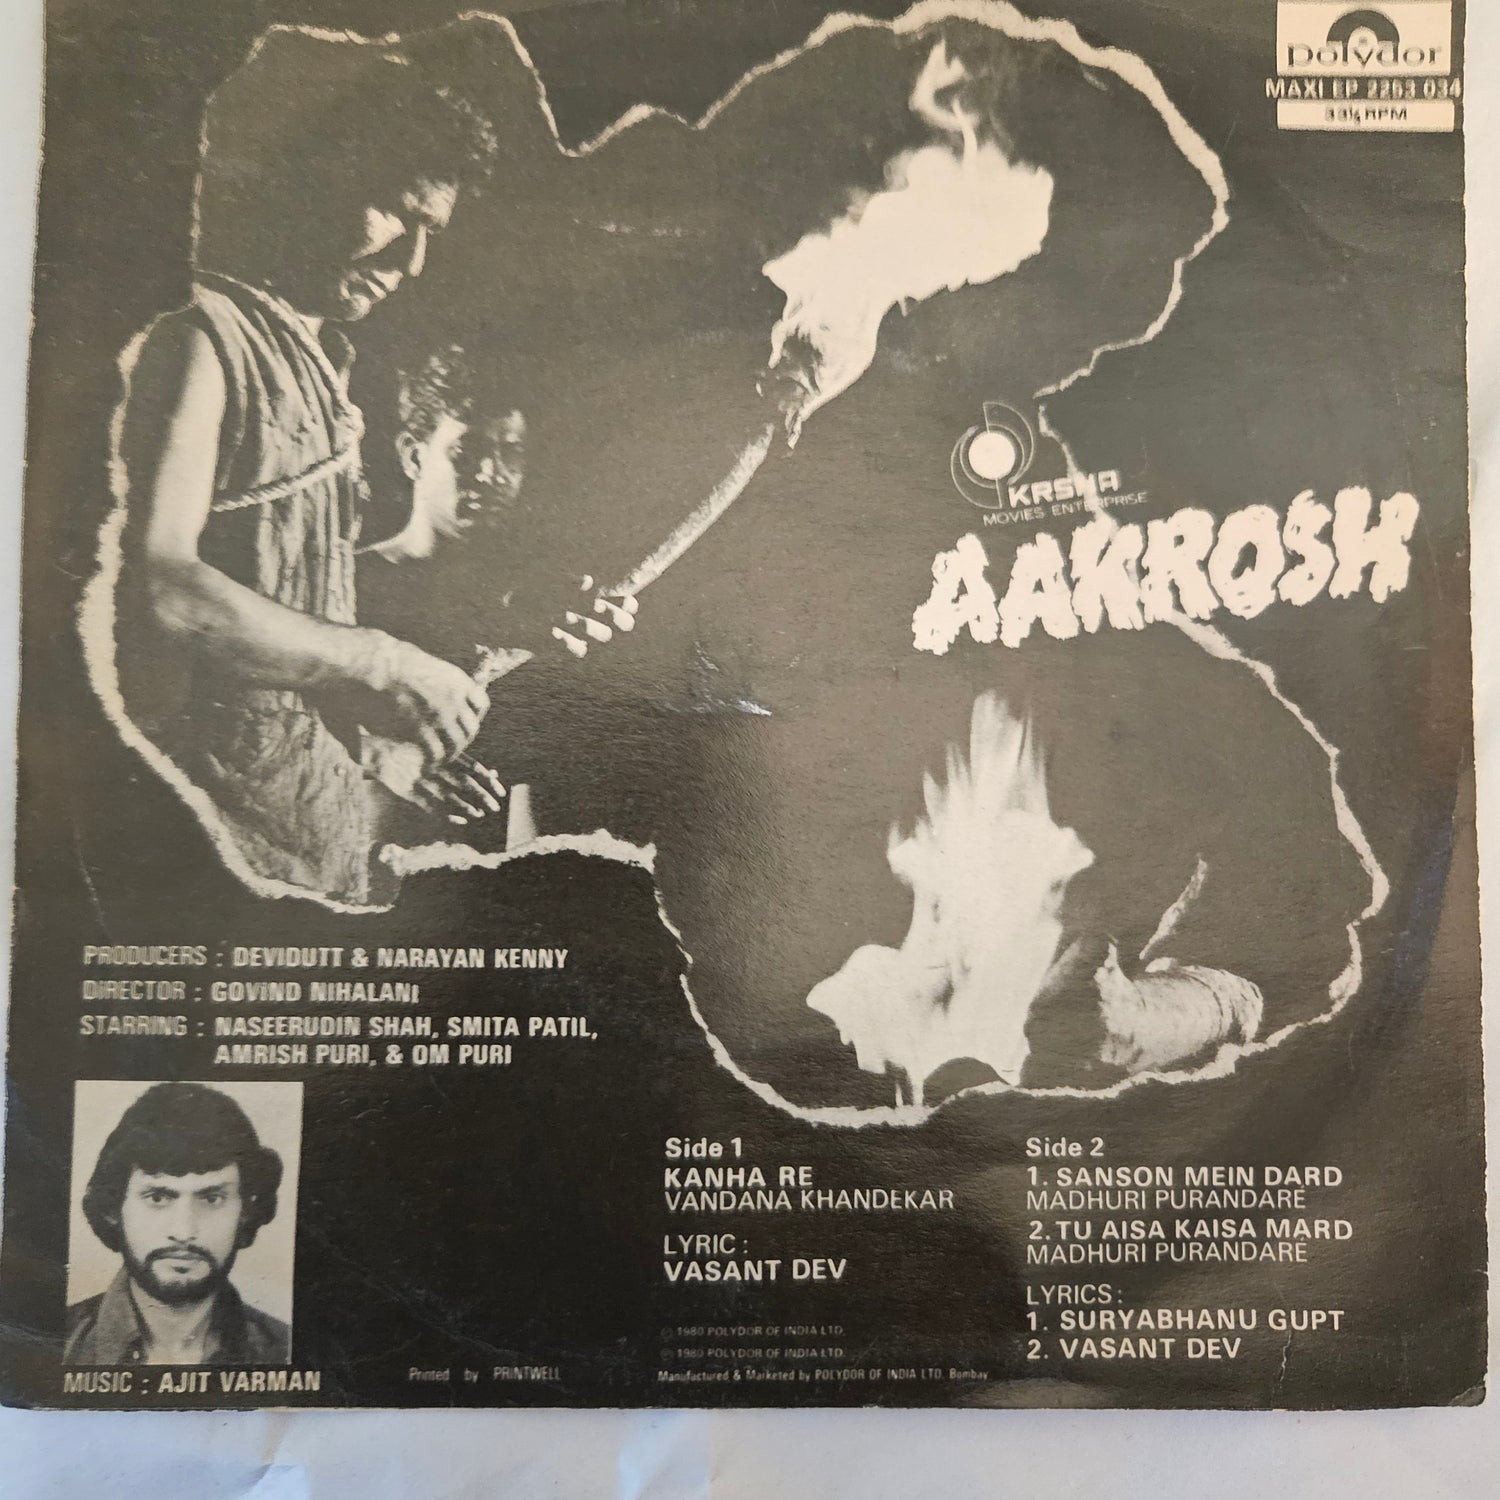 polydor
MAXI EP 2263 034
33⅓ RPM
KRSNA
MOVIES ENTERPRISE
AAKROSH
PRODUCERS : DEVIDUTT & NARAYAN KENNY
DIRECTOR : GOVIND NIHALANI
STARRING : NASEERUDIN SHAH, SMITA PATIL,
AMRISH PURI, & OM PURI
MUSIC : AJIT VARMAN
Side 1
KANHA RE
VANDANA KHANDEKAR
LYRIC :
VASANT DEV
Side 2
1. SANSON MEIN DARD
MADHURI PURANDARE
2. TU AISA KAISA MARD
MADHURI PURANDARE
LYRICS :
1. SURYABHANU GUPT
2. VASANT DEV
℗ 1980 POLYDOR OF INDIA LTD.
© 1980 POLYDOR OF INDIA LTD.
Manufactured & Marketed by POLYDOR OF INDIA LTD. Bombay
Printed by PRINTWELL